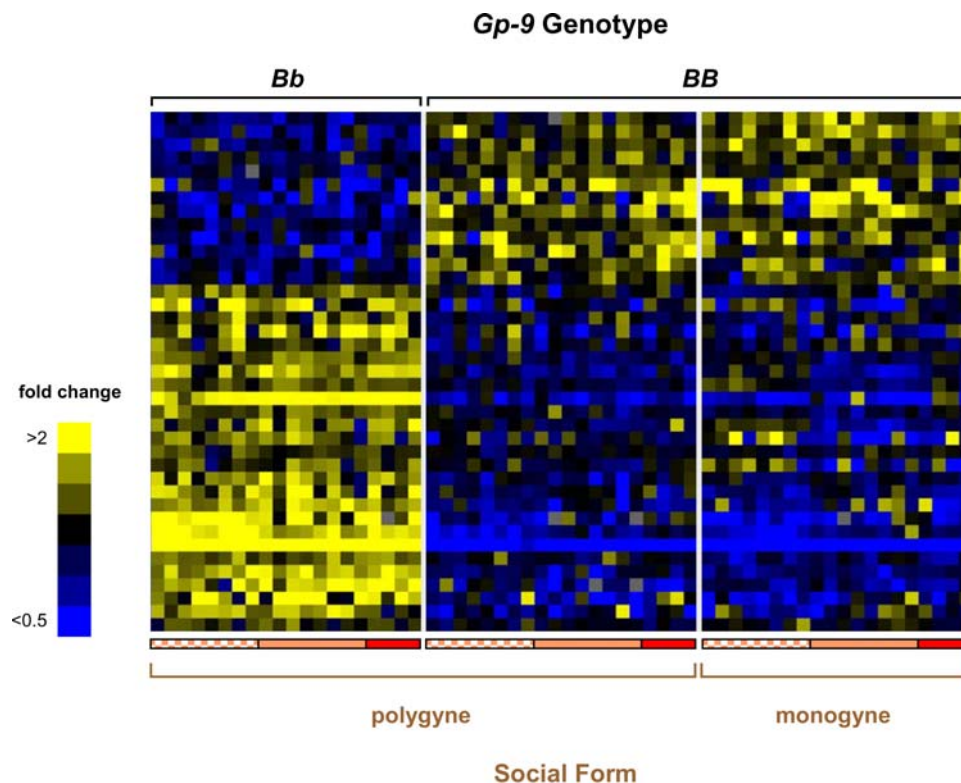 Gp-9 Genotype
Bb
BB
fold change
>2
<0.5
polygyne
monogyne
Social Form